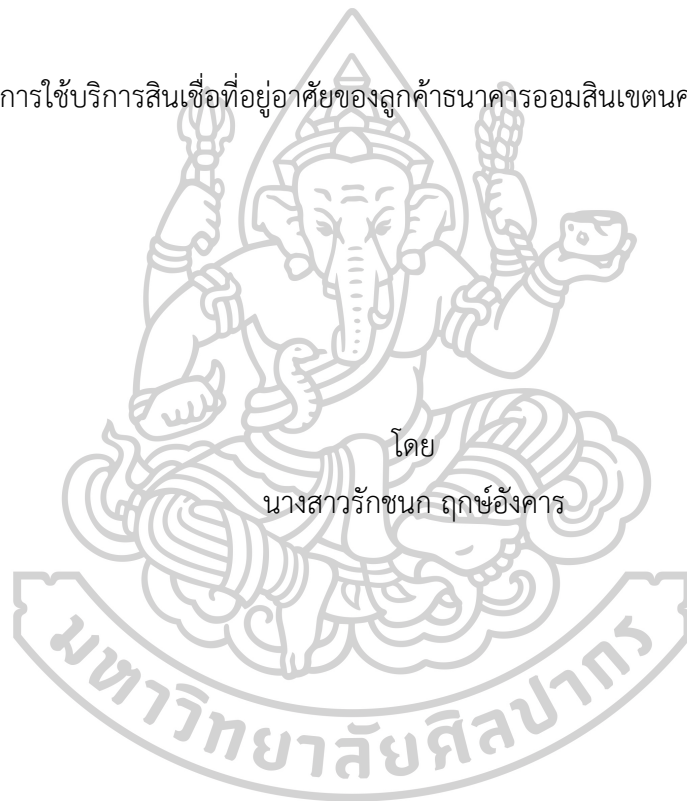 การใช้บริการสินเชื่อที่อยู่อาศัยของลูกค้าธนาคารออมสินเขตนค
โดย
นางสาวรักชนก ฤกษ์อังคาร
มหาวิทยาลัยศิลปากร